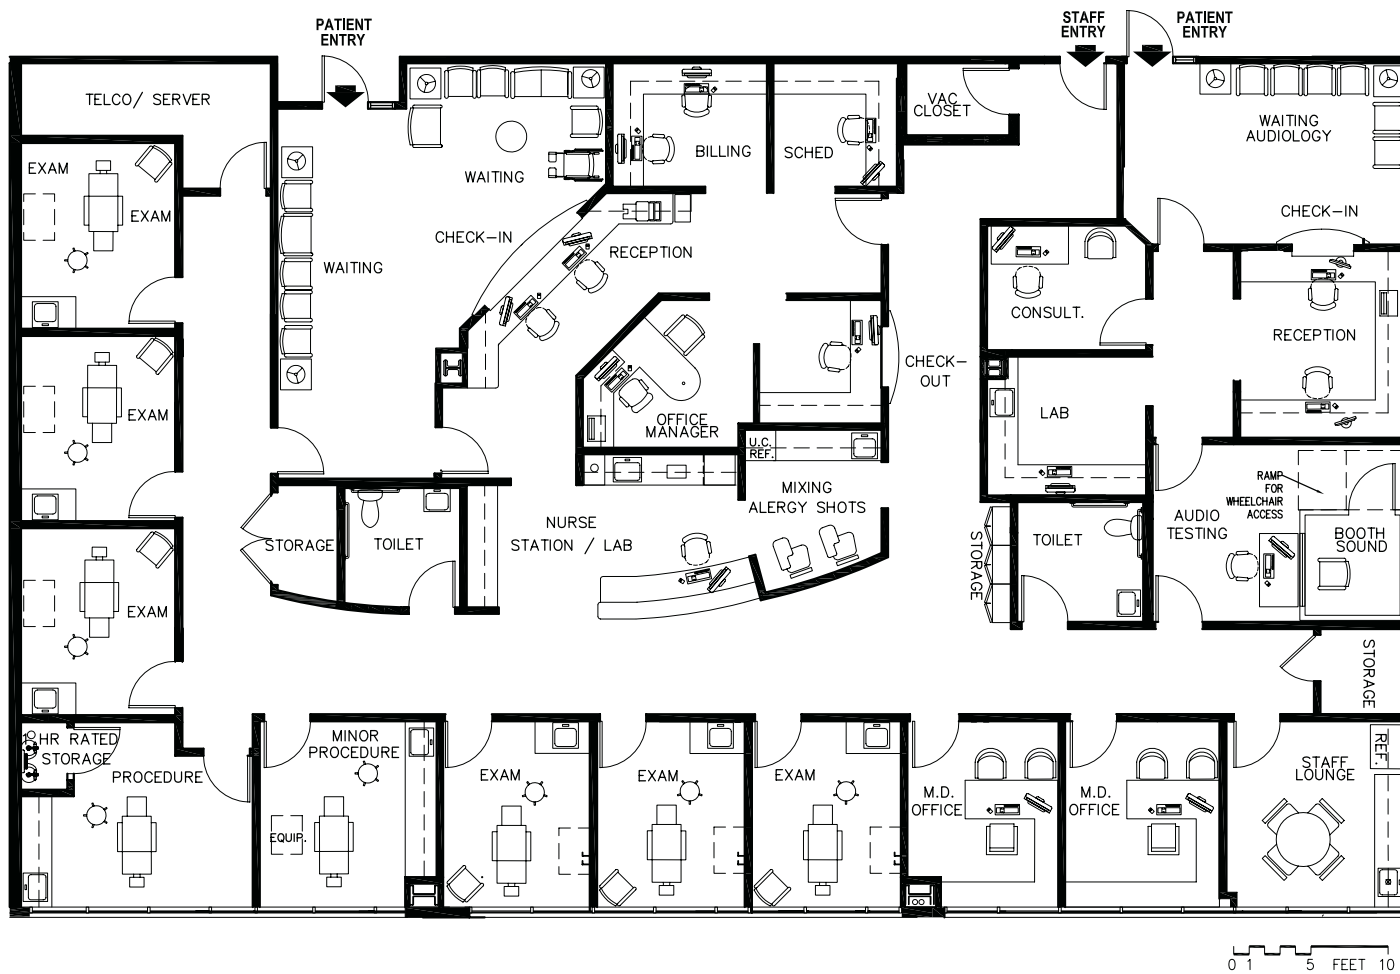 PATIENT
ENTRY
STAFF
ENTRY
PATIENT
ENTRY
TELCO/ SERVER
VAC
CLOSET
WAITING
AUDIOLOGY
BILLING
SCHED
EXAM
EXAM
WAITING
CHECK-IN
CHECK-IN
RECEPTION
WAITING
CONSULT.
RECEPTION
CHECK-
OUT
EXAM
OFFICE
MANAGER
LAB
U.C.
REF.
MIXING
ALERGY SHOTS
RAMP
FOR
WHEELCHAIR
ACCESS
NURSE
STATION / LAB
AUDIO
TESTING
BOOTH
SOUND
STORAGE
TOILET
STORAGE
TOILET
EXAM
STORAGE
1HR RATED
STORAGE
PROCEDURE
MINOR
PROCEDURE
EQUIP.
EXAM
EXAM
EXAM
M.D.
OFFICE
M.D.
OFFICE
STAFF
LOUNGE
REF.
0 1 5 FEET 10